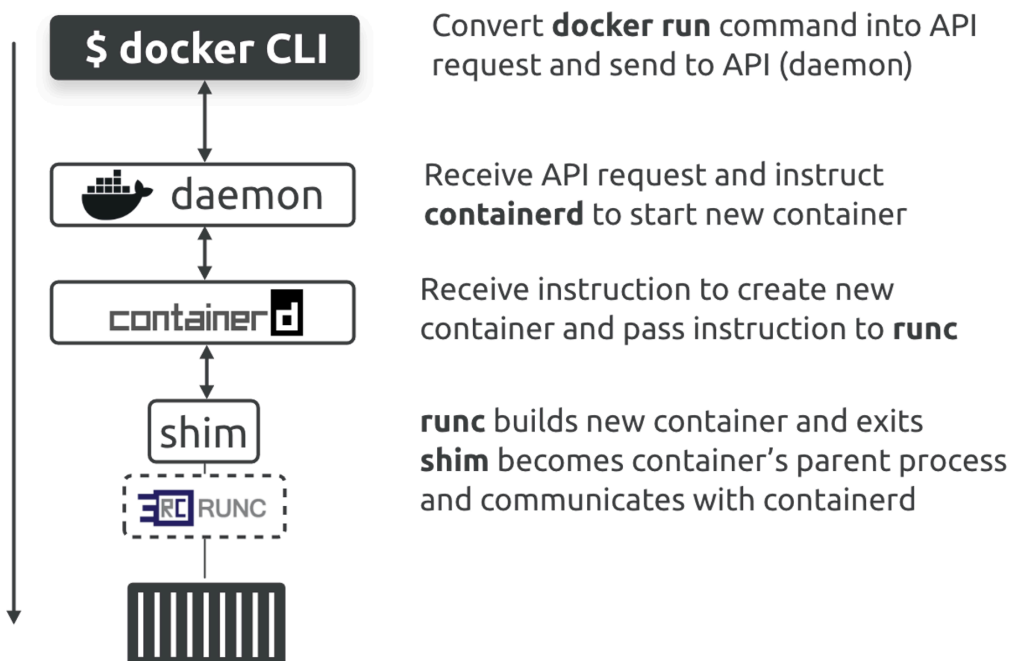 $ docker CLI
Convert docker run command into API
request and send to API (daemon)
daemon
Receive API request and instruct
containerd to start new container
containerd
Receive instruction to create new
container and pass instruction to runc
shim
runc builds new container and exits
shim becomes container's parent process
and communicates with containerd
RC RUNC